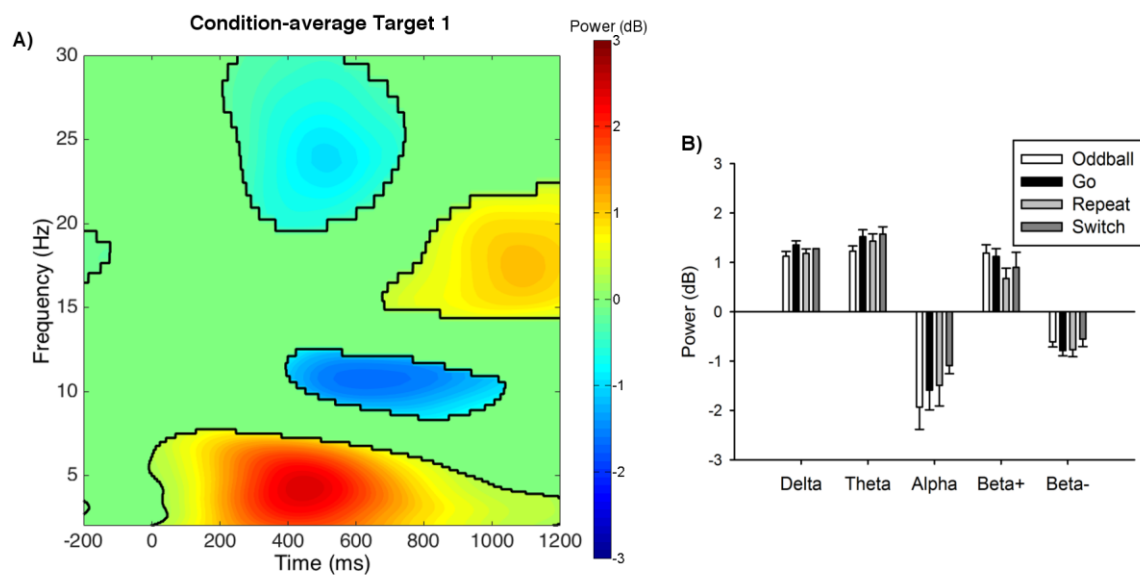 Condition-average Target 1
A)
Power (dB)
30
25
20
15
10
5
Frequency (Hz)
-200 0 200 400 600 800 1000 1200
Time (ms)
3
2
1
0
-1
-2
-3
B)
Oddball
Go
Repeat
Switch
3
2
1
0
-1
-2
-3
Power (dB)
Delta Theta Alpha Beta+ Beta-